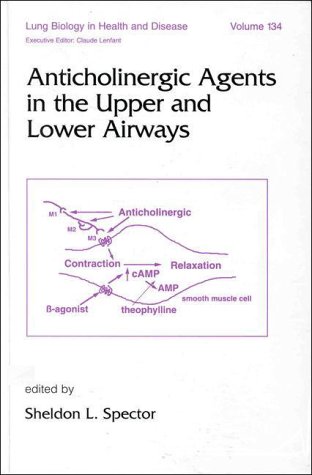 Lung Biology in Health and Disease Volume 134
Executive Editor: Claude Lenfant
Anticholinergic Agents
in the Upper and
Lower Airways
M1 Anticholinergic
M2
M3
Contraction Relaxation
cAMP
AMP
smooth muscle cell
ß-agonist theophylline
edited by
Sheldon L. Spector